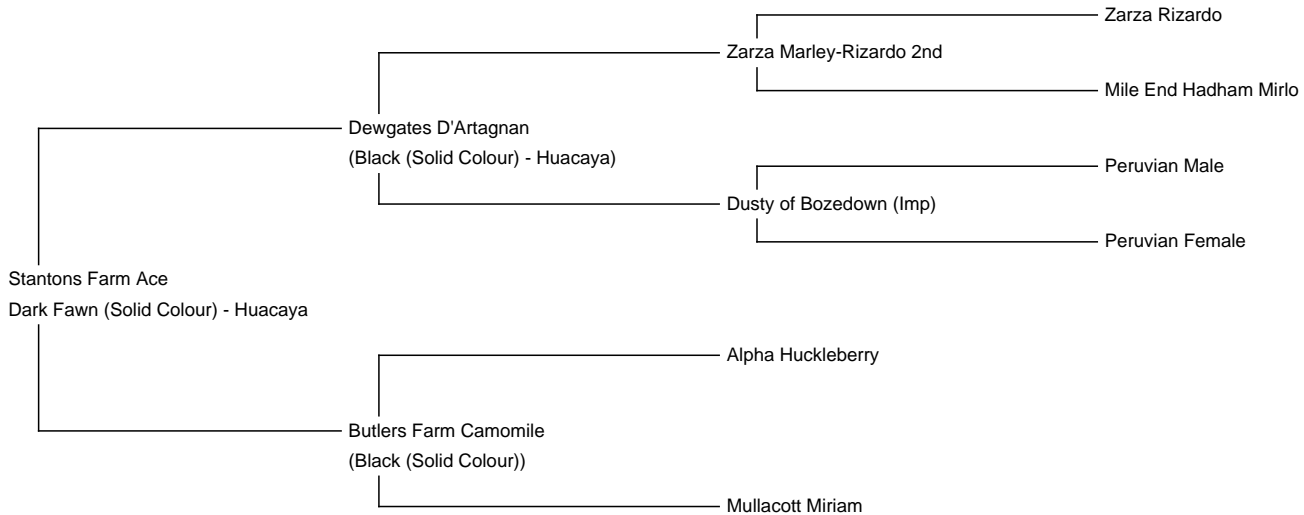 Zarza Rizardo
Zarza Marley-Rizardo 2nd
Mile End Hadham Mirlo
Dewgates D'Artagnan
(Black (Solid Colour) - Huacaya)
Peruvian Male
Dusty of Bozedown (Imp)
Peruvian Female
Stantons Farm Ace
Dark Fawn (Solid Colour) - Huacaya
Alpha Huckleberry
Butlers Farm Camomile
(Black (Solid Colour))
Mullacott Miriam